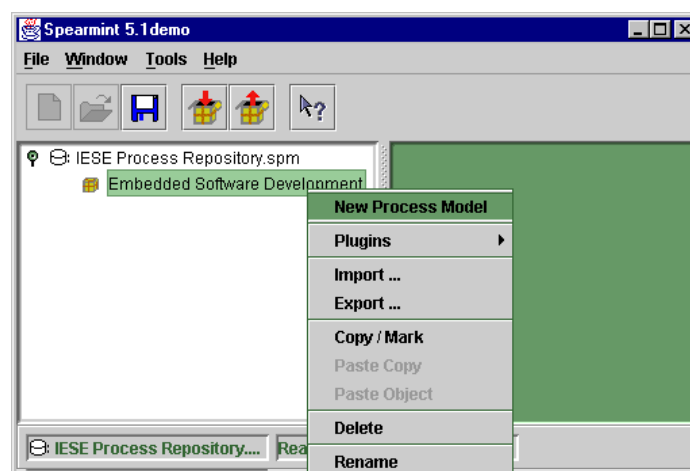 Spearmint 5.1demo
File Window Tools Help
IESE Process Repository.spm
Embedded Software Development
New Process Model
Plugins
Import ...
Export ...
Copy / Mark
Paste Copy
Paste Object
Delete
IESE Process Repository....
Rename